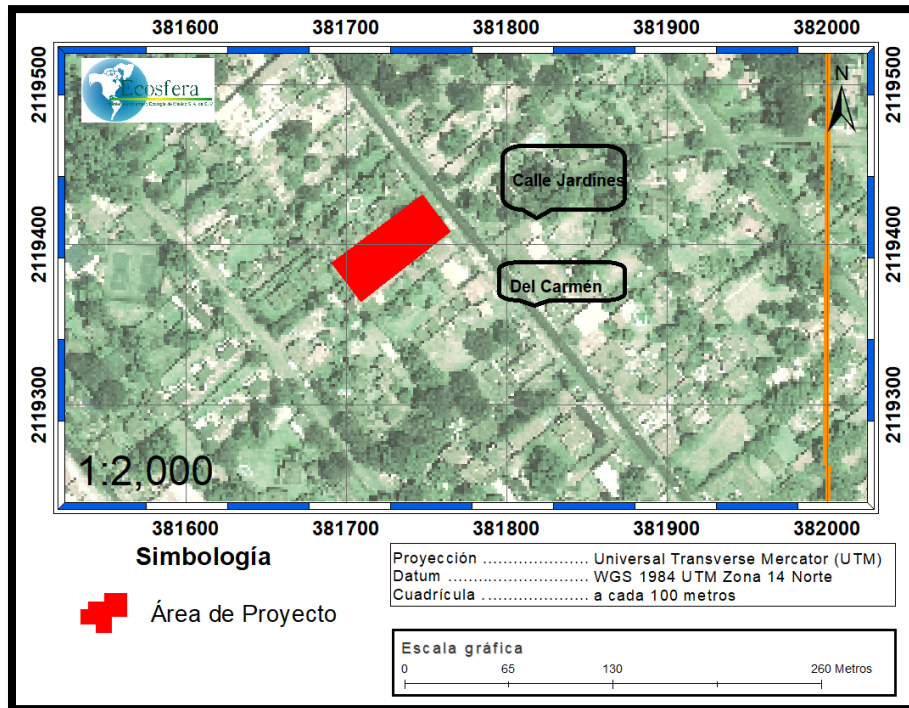 381600 381700 381800 381900 382000
2119500 2119500
Ecosfera
N
Calle Jardínes
2119400 2119400
Del Carmén
2119300 2119300
1:2,000
381600 381700 381800 381900 382000
Simbología
Área de Proyecto
Proyección .................... Universal Transverse Mercator (UTM)
Datum ........................ WGS 1984 UTM Zona 14 Norte
Cuadrícula .................... a cada 100 metros
Escala gráfica
0 65 130 260 Metros